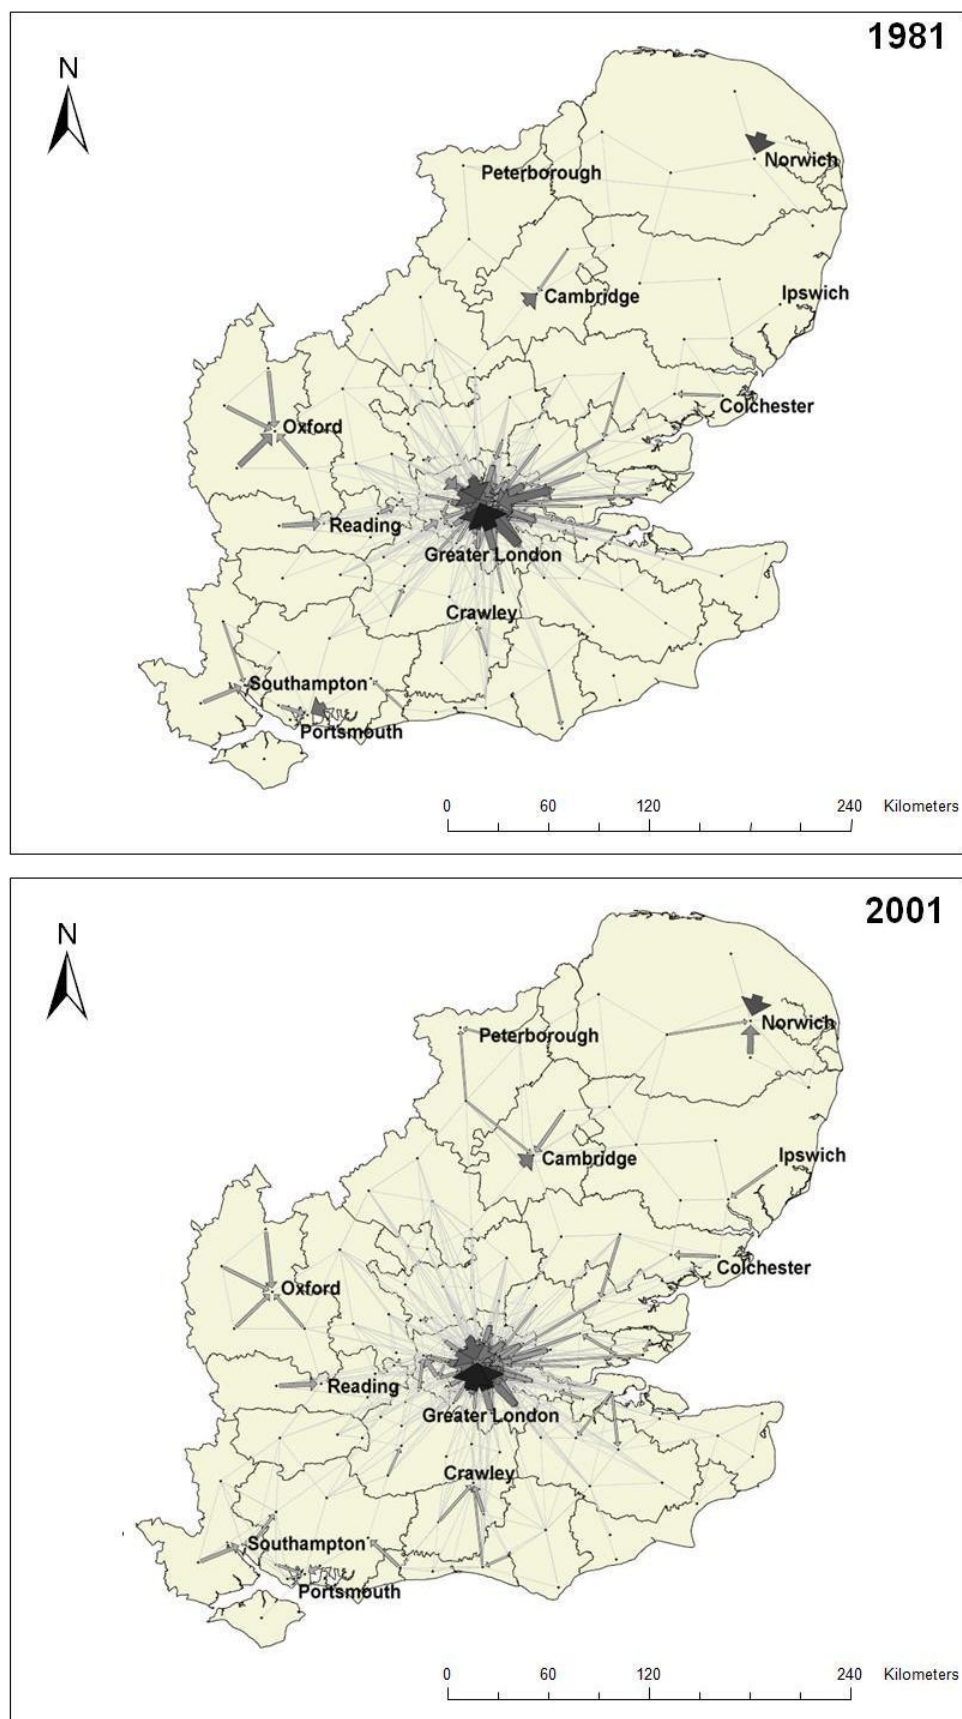 1981
N
Norwich
Peterborough
Cambridge
Ipswich
Colchester
Oxford
Reading
Greater London
Crawley
Southampton
Portsmouth
0 60 120 240 Kilometers
2001
N
Norwich
Peterborough
Cambridge
Ipswich
Colchester
Oxford
Reading
Greater London
Crawley
Southampton
Portsmouth
0 60 120 240 Kilometers